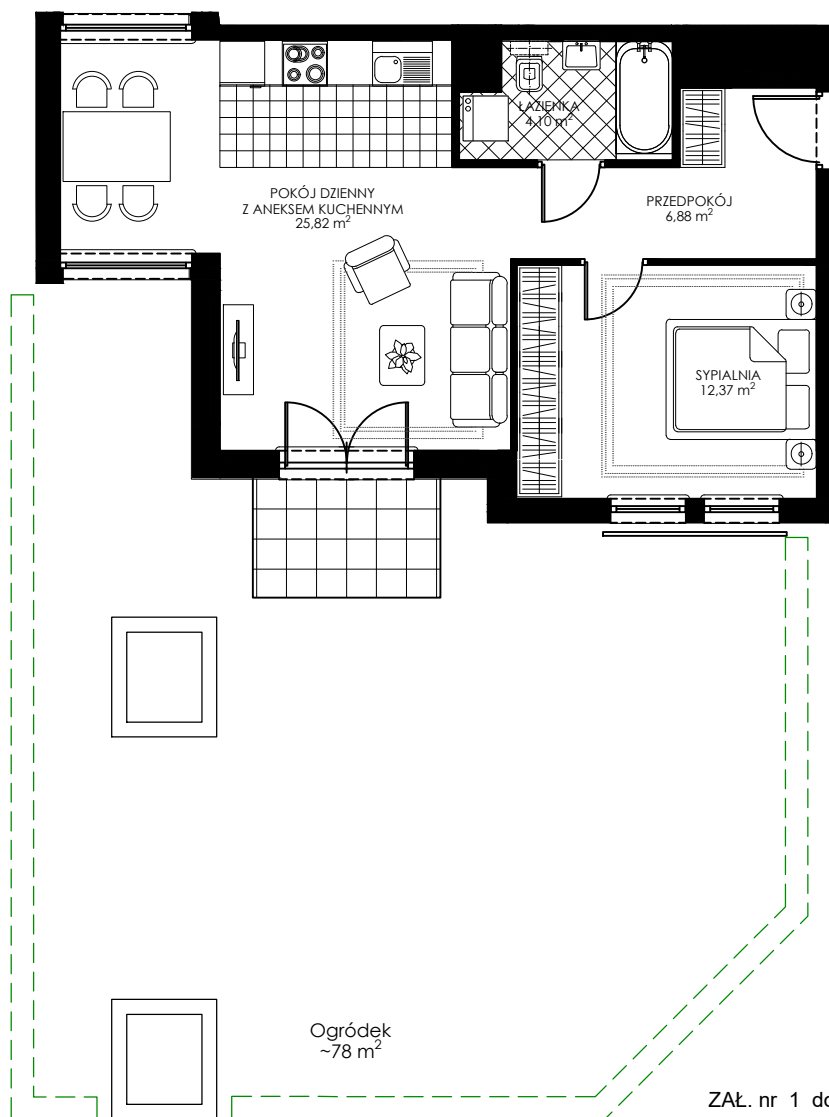 ŁAZIENKA
4.10 m²
POKÓJ DZIENNY
Z ANEKSEM KUCHENNYM
25,82 m²
PRZEDPOKÓJ
6,88 m²
SYPIALNIA
12,37 m²
Ogródek
~78 m²
ZAŁ. nr 1 do